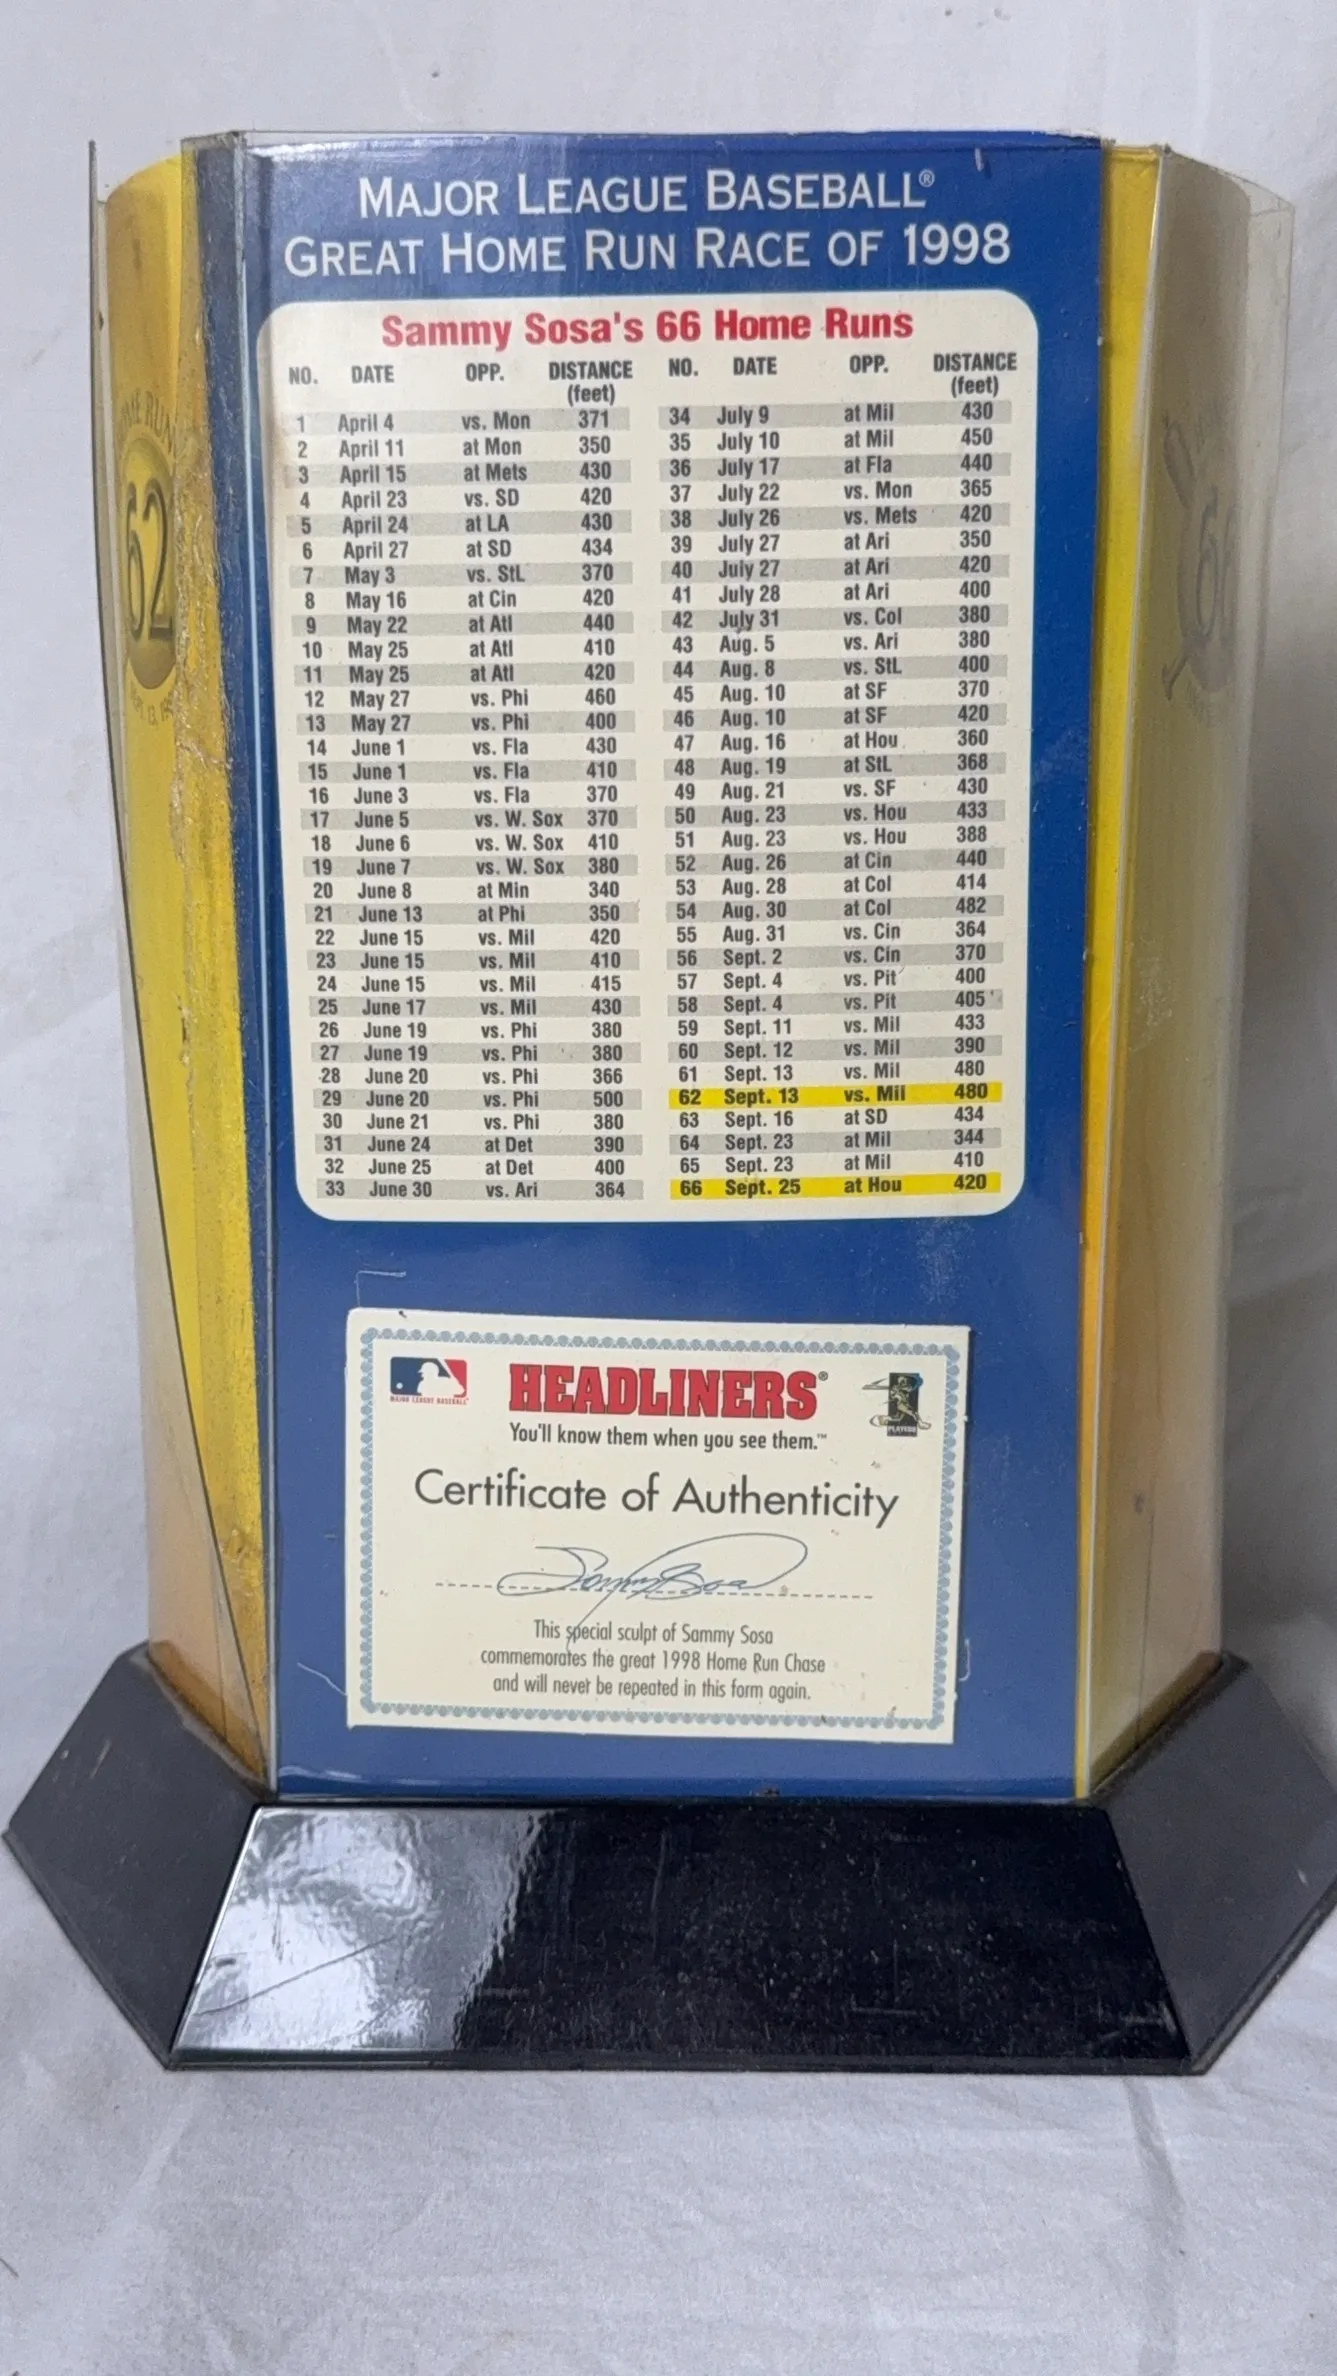 MAJOR LEAGUE BASEBALL®
GREAT HOME RUN RACE OF 1998
Sammy Sosa's 66 Home Runs
NO. DATE OPP. DISTANCE (feet)
1 April 4 vs. Mon 371
2 April 11 at Mon 350
3 April 15 at Mets 430
4 April 23 vs. SD 420
5 April 24 at LA 430
6 April 27 at SD 434
7 May 3 vs. StL 370
8 May 16 at Cin 420
9 May 22 at Atl 440
10 May 25 at Atl 410
11 May 25 at Atl 420
12 May 27 vs. Phi 460
13 May 27 vs. Phi 400
14 June 1 vs. Fla 430
15 June 1 vs. Fla 410
16 June 3 vs. Fla 370
17 June 5 vs. W. Sox 370
18 June 6 vs. W. Sox 410
19 June 7 vs. W. Sox 380
20 June 8 at Min 340
21 June 13 at Phi 350
22 June 15 vs. Mil 420
23 June 15 vs. Mil 410
24 June 15 vs. Mil 415
25 June 17 vs. Mil 430
26 June 19 vs. Phi 380
27 June 19 vs. Phi 380
28 June 20 vs. Phi 366
29 June 20 vs. Phi 500
30 June 21 vs. Phi 380
31 June 24 at Det 390
32 June 25 at Det 400
33 June 30 vs. Ari 364
NO. DATE OPP. DISTANCE (feet)
34 July 9 at Mil 430
35 July 10 at Mil 450
36 July 17 at Fla 440
37 July 22 vs. Mon 365
38 July 26 vs. Mets 420
39 July 27 at Ari 350
40 July 27 at Ari 420
41 July 28 at Ari 400
42 July 31 vs. Col 380
43 Aug. 5 vs. Ari 380
44 Aug. 8 vs. StL 400
45 Aug. 10 at SF 370
46 Aug. 10 at SF 420
47 Aug. 16 at Hou 360
48 Aug. 19 at StL 368
49 Aug. 21 vs. SF 430
50 Aug. 23 vs. Hou 433
51 Aug. 23 vs. Hou 388
52 Aug. 26 at Cin 440
53 Aug. 28 at Col 414
54 Aug. 30 at Col 482
55 Aug. 31 vs. Cin 364
56 Sept. 2 vs. Cin 370
57 Sept. 4 vs. Pit 400
58 Sept. 4 vs. Pit 405
59 Sept. 11 vs. Mil 433
60 Sept. 12 vs. Mil 390
61 Sept. 13 vs. Mil 480
62 Sept. 13 vs. Mil 480
63 Sept. 16 at SD 434
64 Sept. 23 at Mil 344
65 Sept. 23 at Mil 410
66 Sept. 25 at Hou 420
62
MAJOR LEAGUE BASEBALL
HEADLINERS®
PLAYERS
You'll know them when you see them.™
Certificate of Authenticity
Sammy Sosa
This special sculpt of Sammy Sosa
commemorates the great 1998 Home Run Chase
and will never be repeated in this form again.